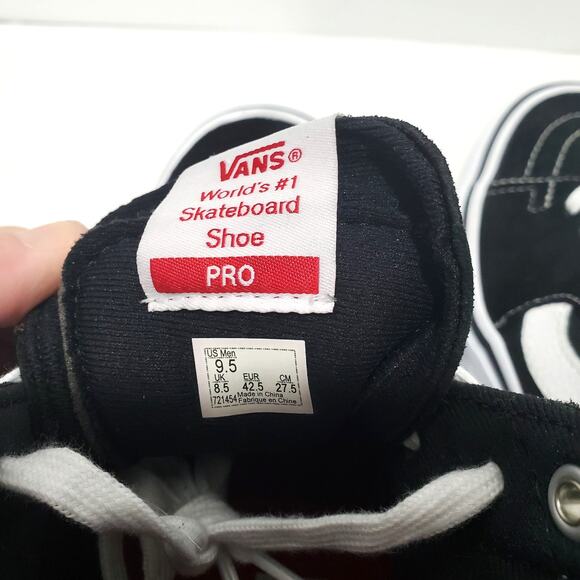 VANS®
World's #1
Skateboard
Shoe
PRO
US Men
9.5
UK EUR CM
8.5 42.5 27.5
721454 Made in China
Fabriqué en Chine